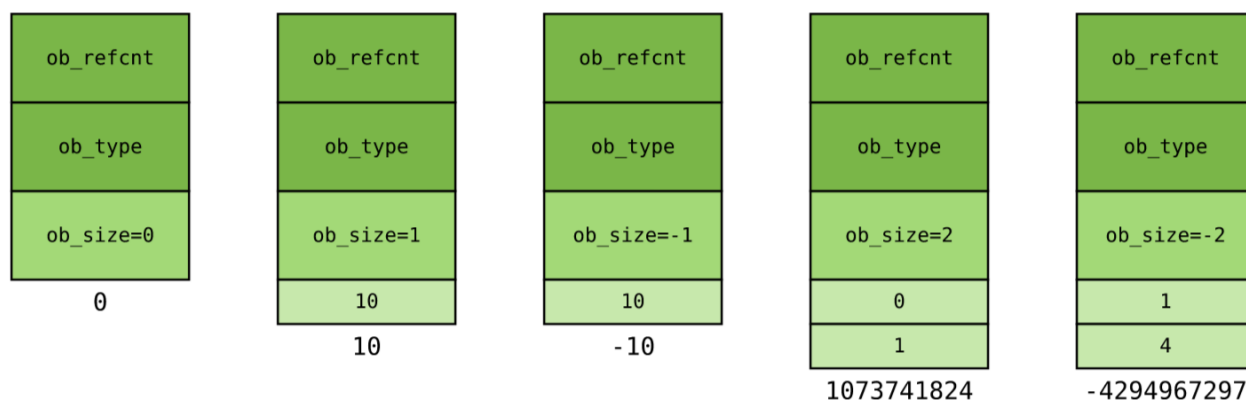 ob_refcnt ob_refcnt ob_refcnt ob_refcnt ob_refcnt
ob_type ob_type ob_type ob_type ob_type
ob_size=0 ob_size=1 ob_size=-1 ob_size=2 ob_size=-2
0 10 10 0 1
10 -10 1 4
1073741824 -4294967297